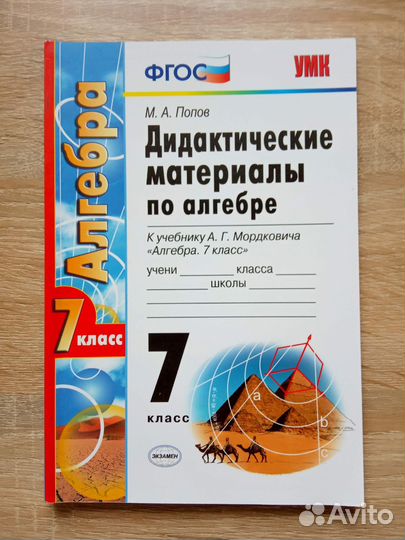 ФГОС
УМК
М. А. Попов
Дидактические
материалы
по алгебре
К учебнику А. Г. Мордковича
«Алгебра. 7 класс»
учени класса
школы
Алгебра
7 класс
7
класс
a
b
c
ЭКЗАМЕН
Avito